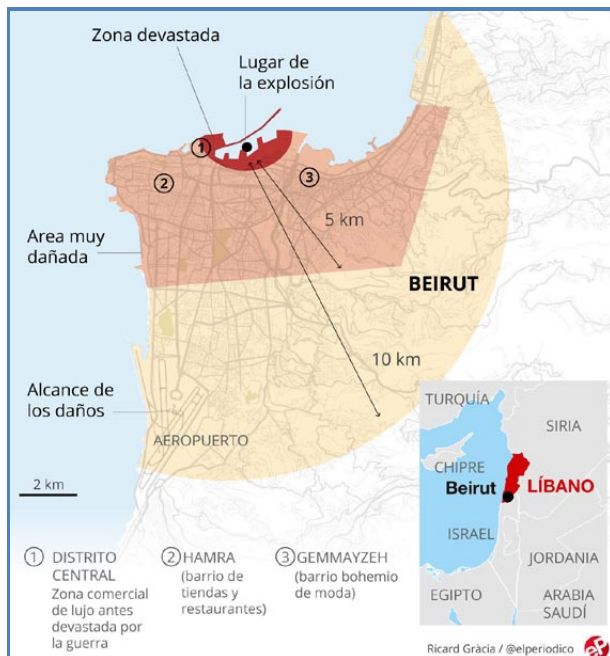 Zona devastada
Lugar de
la explosión
1
2
3
5 km
Area muy
dañada
BEIRUT
10 km
Alcance de
los daños
AEROPUERTO
2 km
TURQUÍA
SIRIA
CHIPRE
Beirut
LÍBANO
ISRAEL
JORDANIA
EGIPTO
ARABIA
SAUDÍ
1 DISTRITO
CENTRAL
Zona comercial
de lujo antes
devastada por
la guerra
2 HAMRA
(barrio de
tiendas y
restaurantes)
3 GEMMAYZEH
(barrio bohemio
de moda)
Ricard Gràcia / @elperiodico
eP